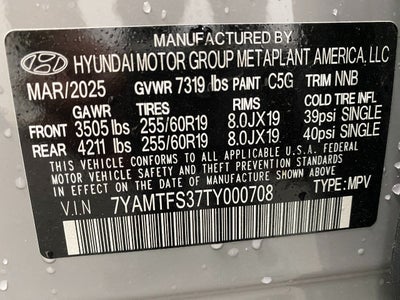 MANUFACTURED BY
HYUNDAI MOTOR GROUP METAPLANT AMERICA, LLC
MAR/2025 GVWR 7319 lbs PAINT C5G TRIM NNB
GAWR TIRES RIMS COLD TIRE INFL
FRONT 3505 lbs 255/60R19 8.0JX19 39psi SINGLE
REAR 4211 lbs 255/60R19 8.0JX19 40psi SINGLE
THIS VEHICLE CONFORMS TO ALL APPLICABLE U.S.A. FEDERAL
MOTOR VEHICLE SAFETY AND THEFT PREVENTION STANDARDS
IN EFFECT ON THE DATE OF MANUFACTURE SHOWN ABOVE.
V.I.N 7YAMTFS37TY000708 TYPE: MPV